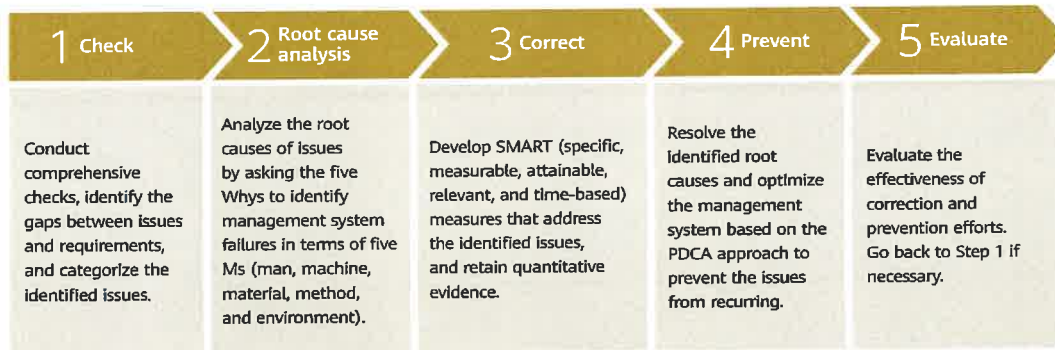 1 Check
2 Root cause
analysis
3 Correct
4 Prevent
5 Evaluate
Conduct
comprehensive
checks, identify the
gaps between issues
and requirements,
and categorize the
identified issues.
Analyze the root
causes of issues
by asking the five
Whys to identify
management system
failures in terms of five
Ms (man, machine,
material, method,
and environment).
Develop SMART (specific,
measurable, attainable,
relevant, and time-based)
measures that address
the identified issues,
and retain quantitative
evidence.
Resolve the
identified root
causes and optimize
the management
system based on the
PDCA approach to
prevent the issues
from recurring.
Evaluate the
effectiveness of
correction and
prevention efforts.
Go back to Step 1 if
necessary.